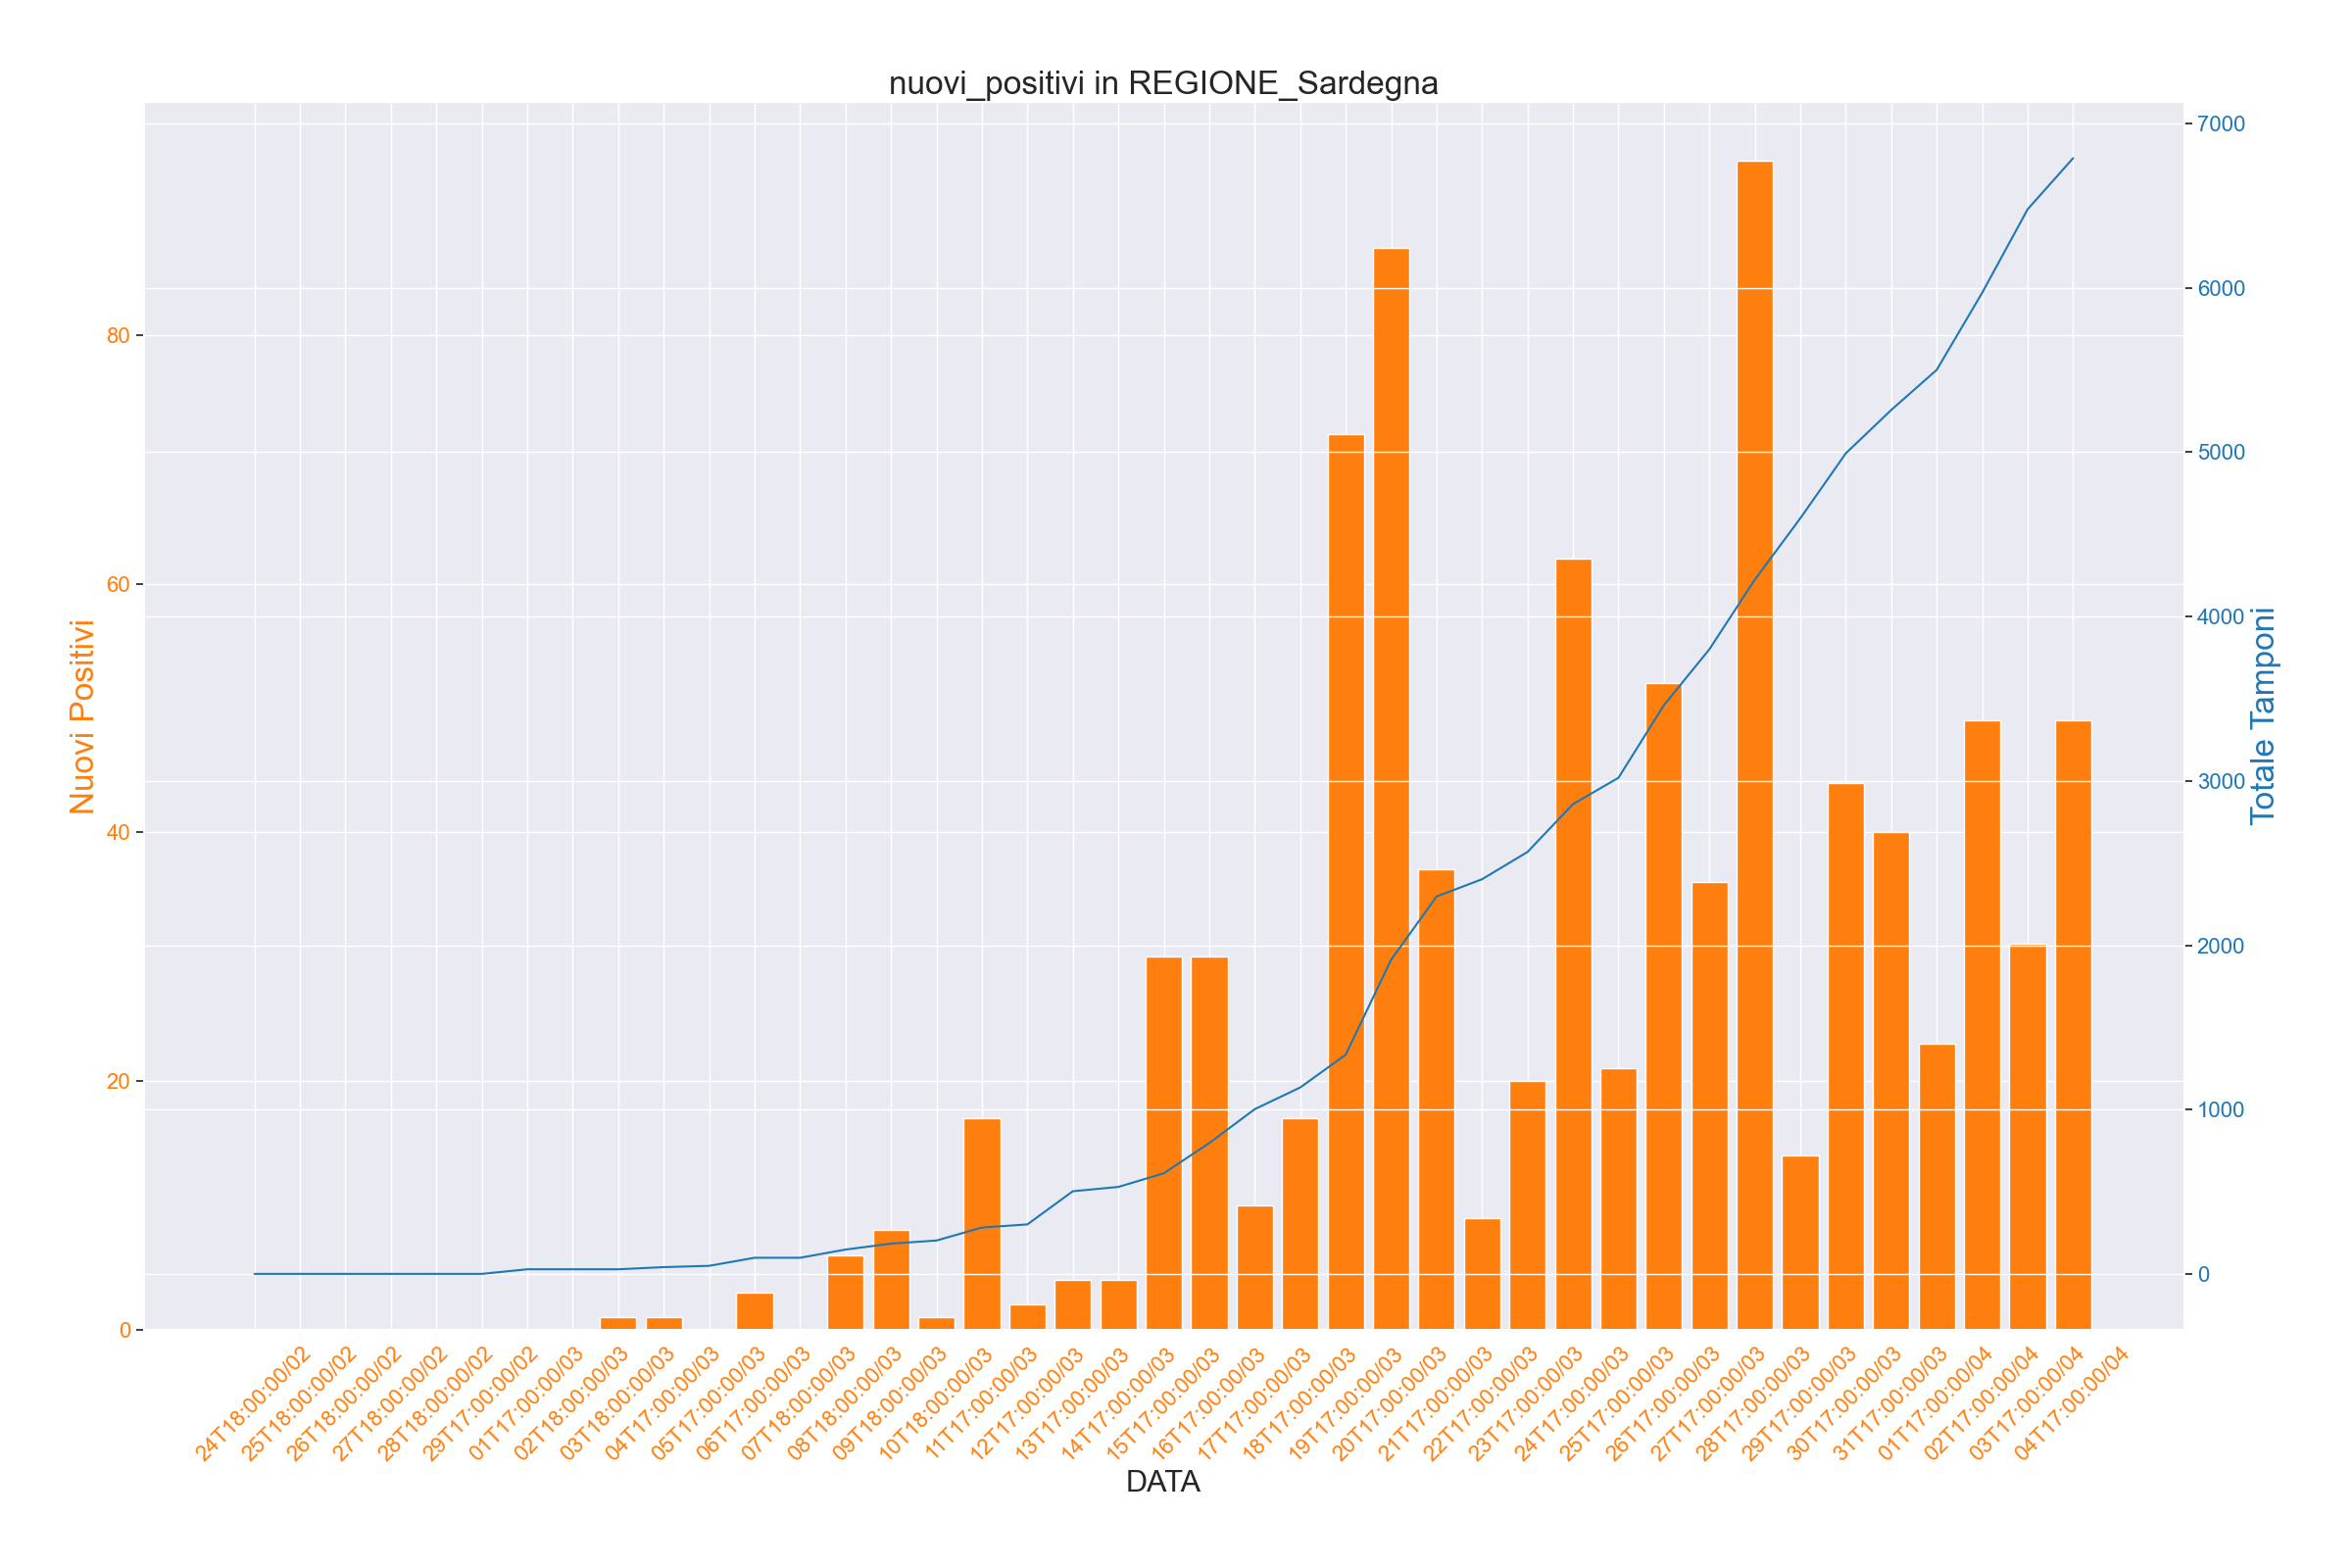 nuovi_positivi in REGIONE_Sardegna
Nuovi Positivi
80
60
40
20
0
7000
6000
5000
4000
3000
2000
1000
0
Totale Tamponi
24T18:00:00/02
25T18:00:00/02
26T18:00:00/02
27T18:00:00/02
28T18:00:00/02
29T17:00:00/02
01T17:00:00/03
02T18:00:00/03
03T18:00:00/03
04T17:00:00/03
05T17:00:00/03
06T17:00:00/03
07T18:00:00/03
08T18:00:00/03
09T18:00:00/03
10T18:00:00/03
11T17:00:00/03
12T17:00:00/03
13T17:00:00/03
14T17:00:00/03
15T17:00:00/03
16T17:00:00/03
17T17:00:00/03
18T17:00:00/03
19T17:00:00/03
20T17:00:00/03
21T17:00:00/03
22T17:00:00/03
23T17:00:00/03
24T17:00:00/03
25T17:00:00/03
26T17:00:00/03
27T17:00:00/03
28T17:00:00/03
29T17:00:00/03
30T17:00:00/03
31T17:00:00/03
01T17:00:00/04
02T17:00:00/04
03T17:00:00/04
04T17:00:00/04
DATA